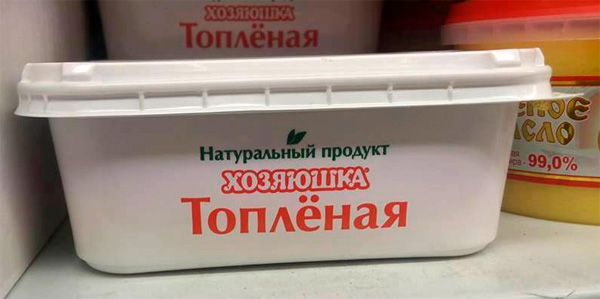 ХОЗЯЮШКА
Топлёная
Натуральный продукт
ХОЗЯЮШКА
Топлёная
99,0%